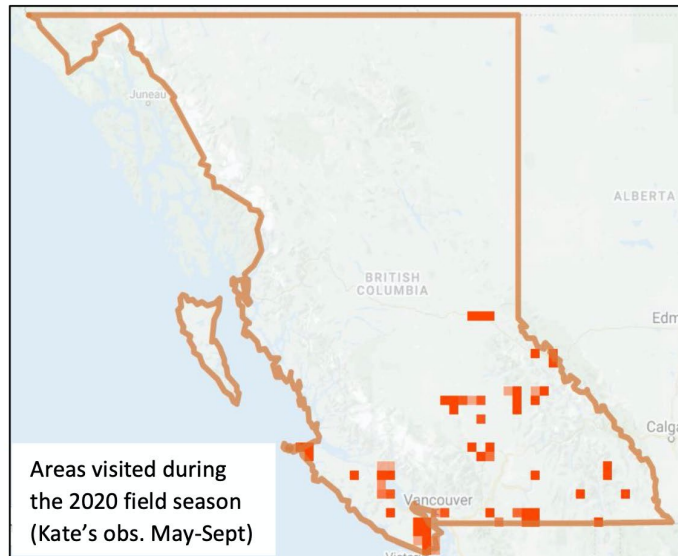 Juneau
ALBERTA
BRITISH
COLUMBIA
Edm
Calga
Vancouver
Areas visited during
the 2020 field season
(Kate's obs. May-Sept)